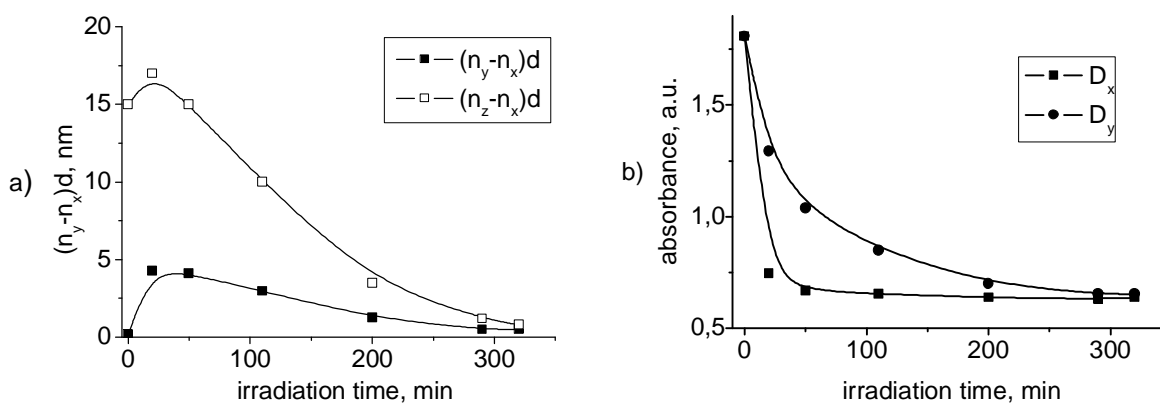 a)
(n_y-n_x)d, nm
20
15
10
5
0
(n_y-n_x)d
(n_z-n_x)d
0 100 200 300
irradiation time, min
b)
absorbance, a.u.
1,5
1,0
0,5
D_x
D_y
0 100 200 300
irradiation time, min